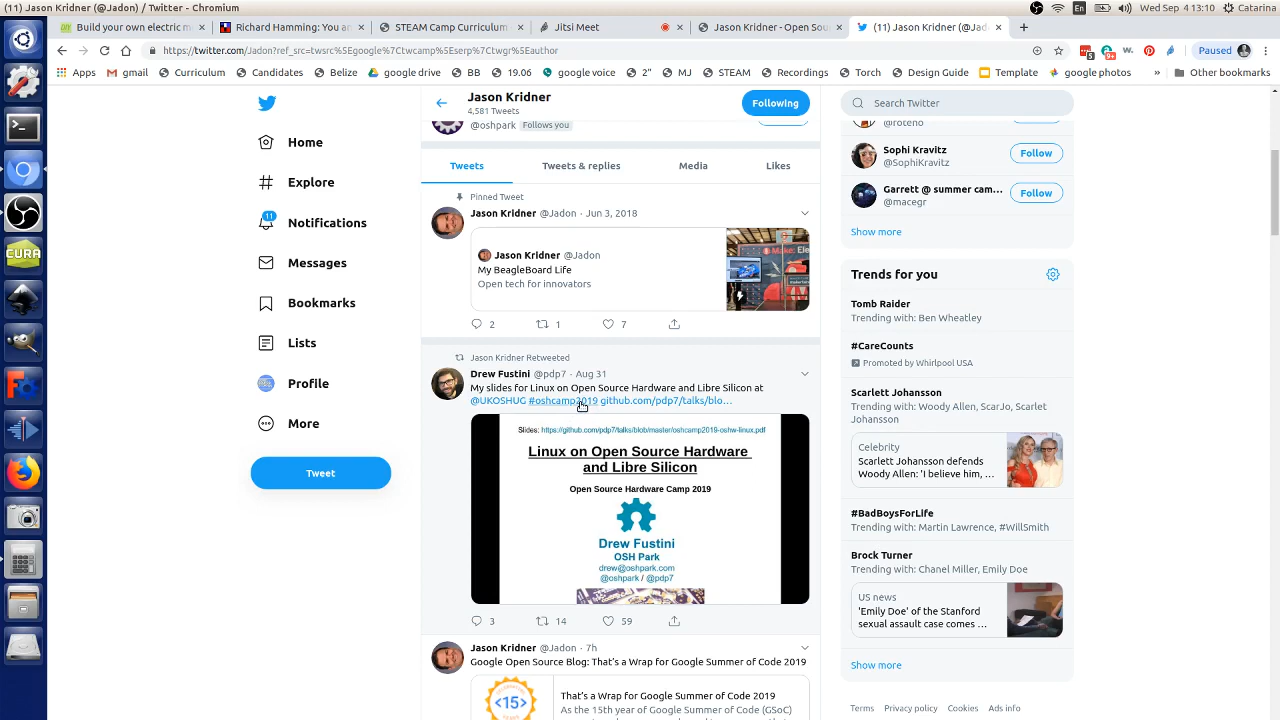 (11) Jason Kridner (@Jadon) / Twitter - Chromium
En
Wed Sep 4 13:10
Catarina
Build your own electric m
Richard Hamming: You an
STEAM Camp Curriculum
Jitsi Meet
Jason Kridner - Open Sou
(11) Jason Kridner (@Jad
https://twitter.com/Jadon?ref_src=twsrc%5Egoogle%7Ctwcamp%5Eserp%7Ctwgr%5Eauthor
Paused
Apps
gmail
Curriculum
Candidates
Belize
google drive
BB
19.06
google voice
2"
MJ
STEAM
Recordings
Torch
Design Guide
Template
google photos
»
Other bookmarks
Home
Explore
11
Notifications
Messages
Bookmarks
Lists
Profile
More
Tweet
CURA
Jason Kridner
4,581 Tweets
Following
@oshpark Follows you
Tweets
Tweets & replies
Media
Likes
Pinned Tweet
Jason Kridner @Jadon · Jun 3, 2018
Jason Kridner @Jadon
My BeagleBoard Life
Open tech for innovators
2
1
7
Jason Kridner Retweeted
Drew Fustini @pdp7 · Aug 31
My slides for Linux on Open Source Hardware and Libre Silicon at
@UKOSHUG #oshcamp2019 github.com/pdp7/talks/blo…
Slides: https://github.com/pdp7/talks/blob/master/oshcamp2019-oshw-linux.pdf
Linux on Open Source Hardware
and Libre Silicon
Open Source Hardware Camp 2019
Drew Fustini
OSH Park
drew@oshpark.com
@oshpark / @pdp7
3
14
59
Jason Kridner @Jadon · 7h
Google Open Source Blog: That's a Wrap for Google Summer of Code 2019
<15>
That's a Wrap for Google Summer of Code 2019
As the 15th year of Google Summer of Code (GSoC)
Search Twitter
@roteno
Sophi Kravitz
@SophiKravitz
Follow
Garrett @ summer cam...
@macegr
Follow
Show more
Trends for you
Tomb Raider
Trending with: Ben Wheatley
#CareCounts
Promoted by Whirlpool USA
Scarlett Johansson
Trending with: Woody Allen, ScarJo, Scarlet
Johansson
Celebrity
Scarlett Johansson defends
Woody Allen: 'I believe him, ...
#BadBoysForLife
Trending with: Martin Lawrence, #WillSmith
Brock Turner
Trending with: Chanel Miller, Emily Doe
US news
'Emily Doe' of the Stanford
sexual assault case comes ...
Show more
Terms
Privacy policy
Cookies
Ads info